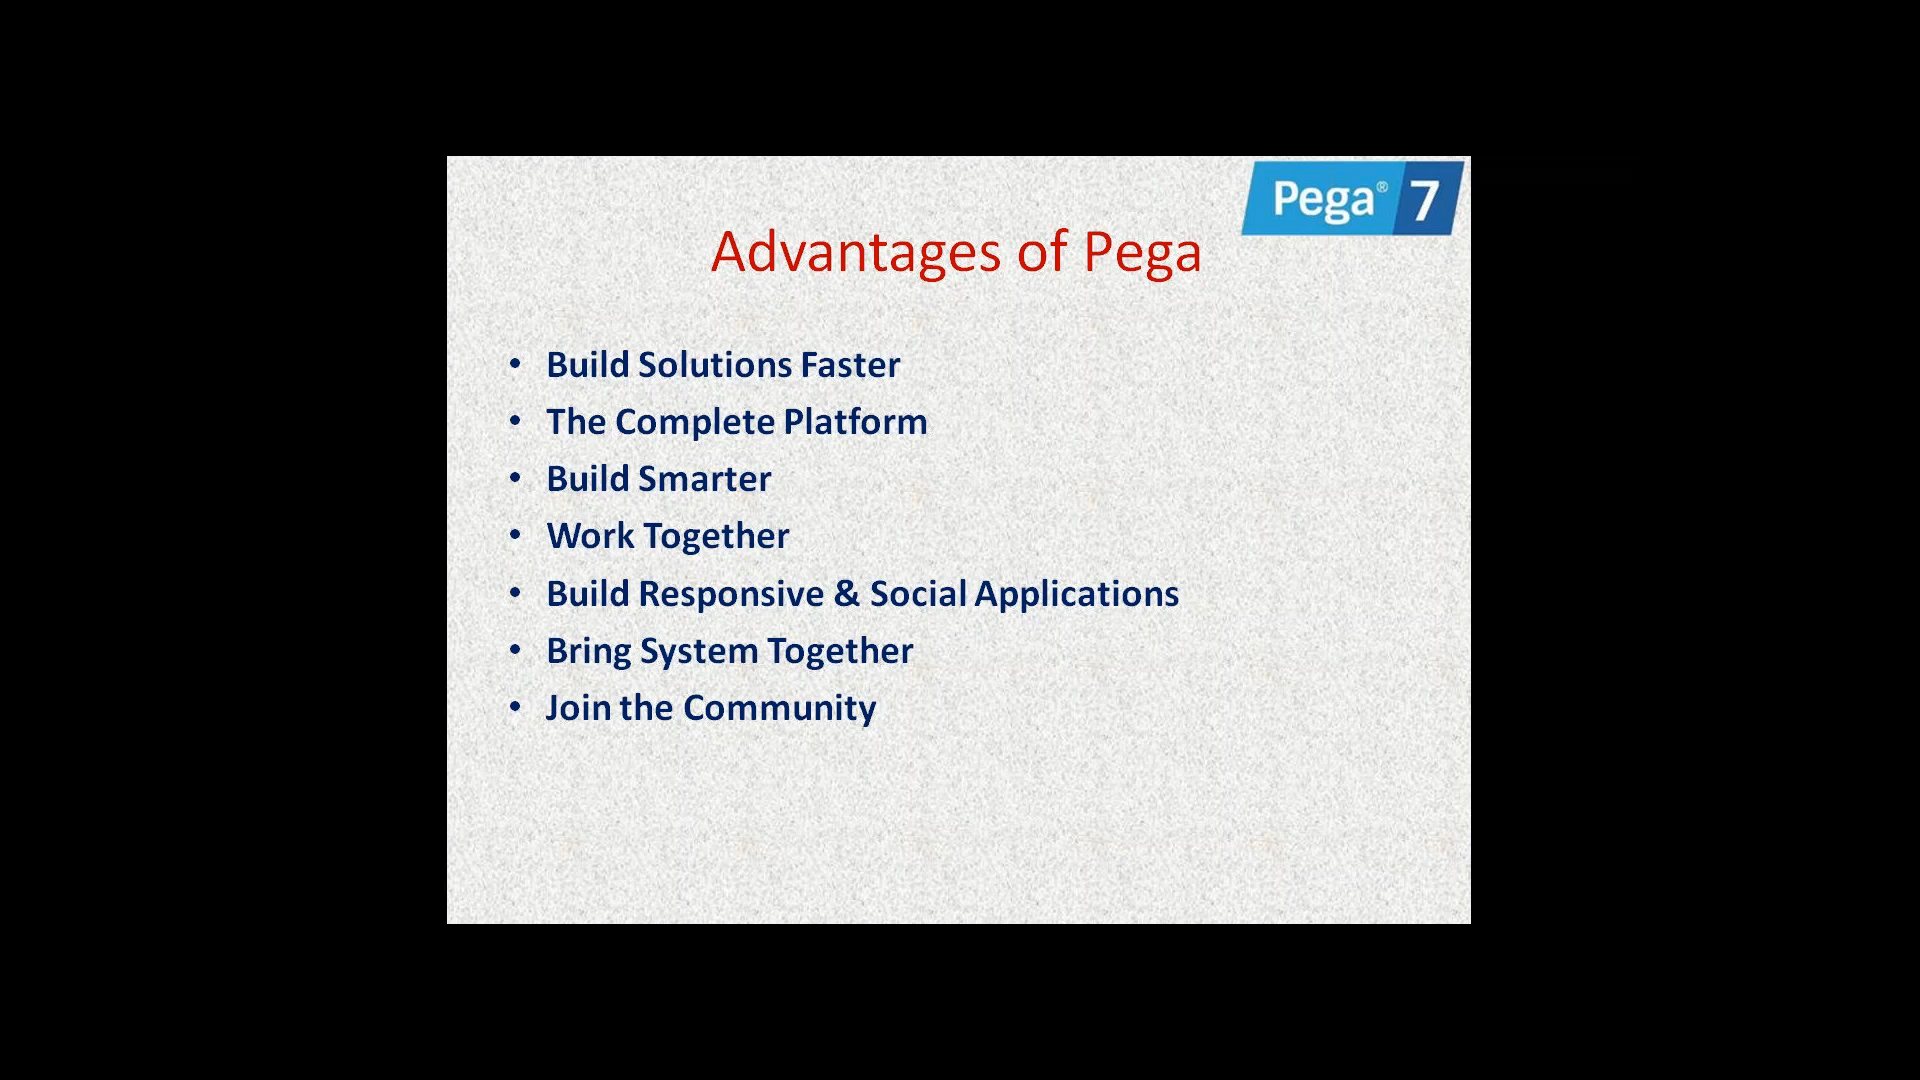 Pega® 7
Advantages of Pega
• Build Solutions Faster
• The Complete Platform
• Build Smarter
• Work Together
• Build Responsive & Social Applications
• Bring System Together
• Join the Community